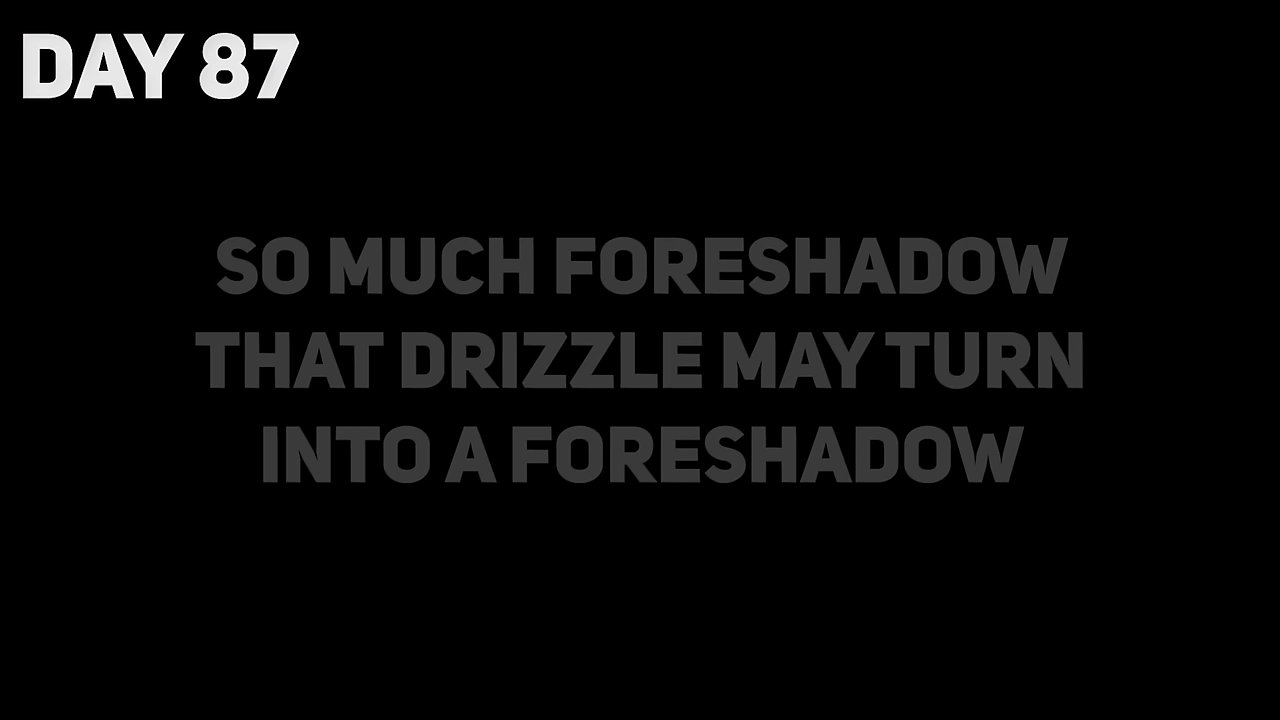 DAY 87
SO MUCH FORESHADOW
THAT DRIZZLE MAY TURN
INTO A FORESHADOW